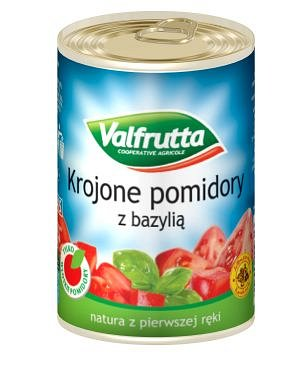 Valfrutta
COOPERATIVE AGRICOLE
Krojone pomidory
z bazylią
natura z pierwszej ręki